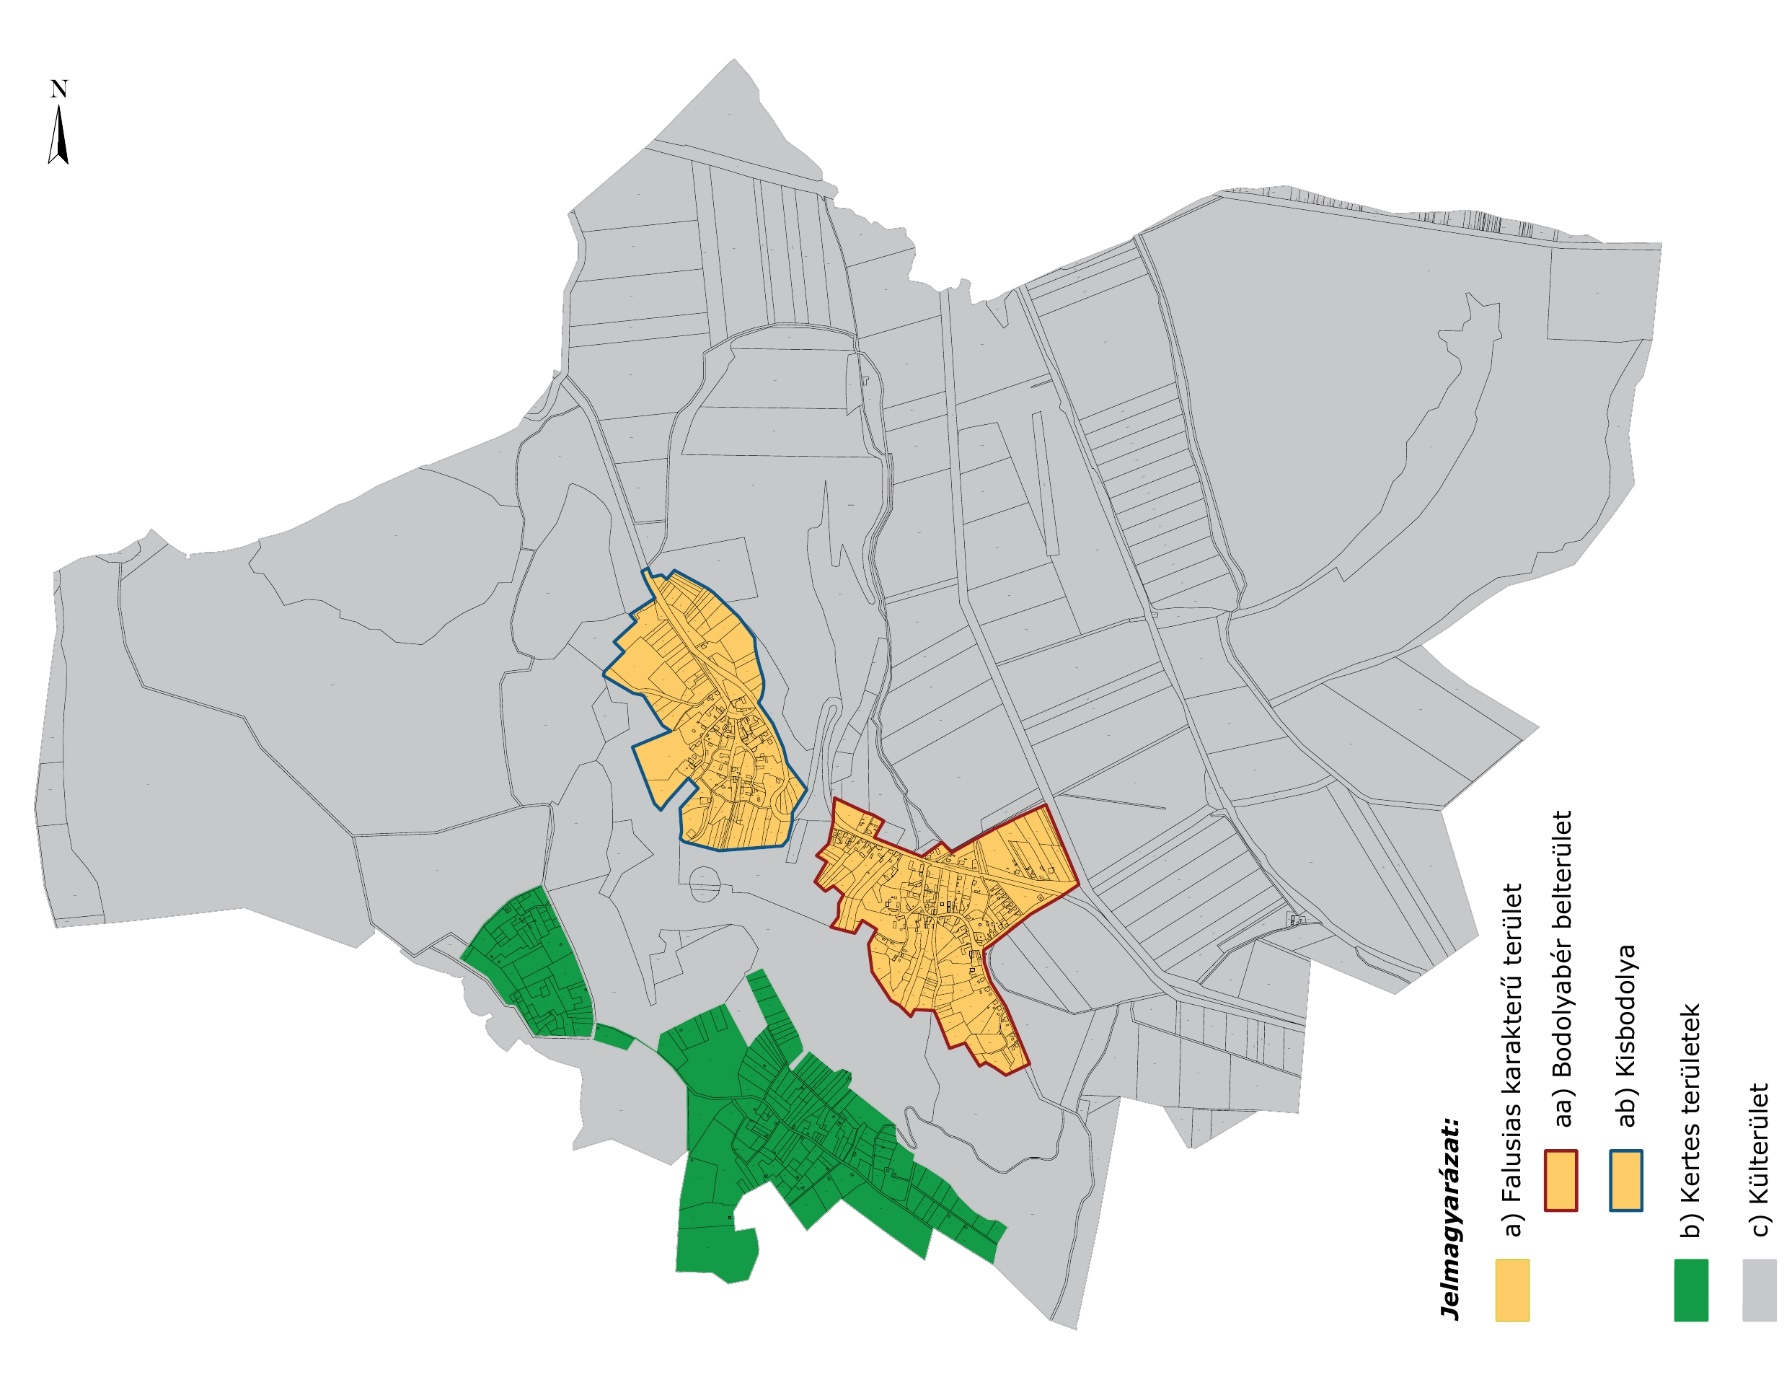 N
Jelmagyarázat:
a) Falusias karakterű terület
aa) Bodolyabér belterület
ab) Kisbodolya
b) Kertes területek
c) Külterület